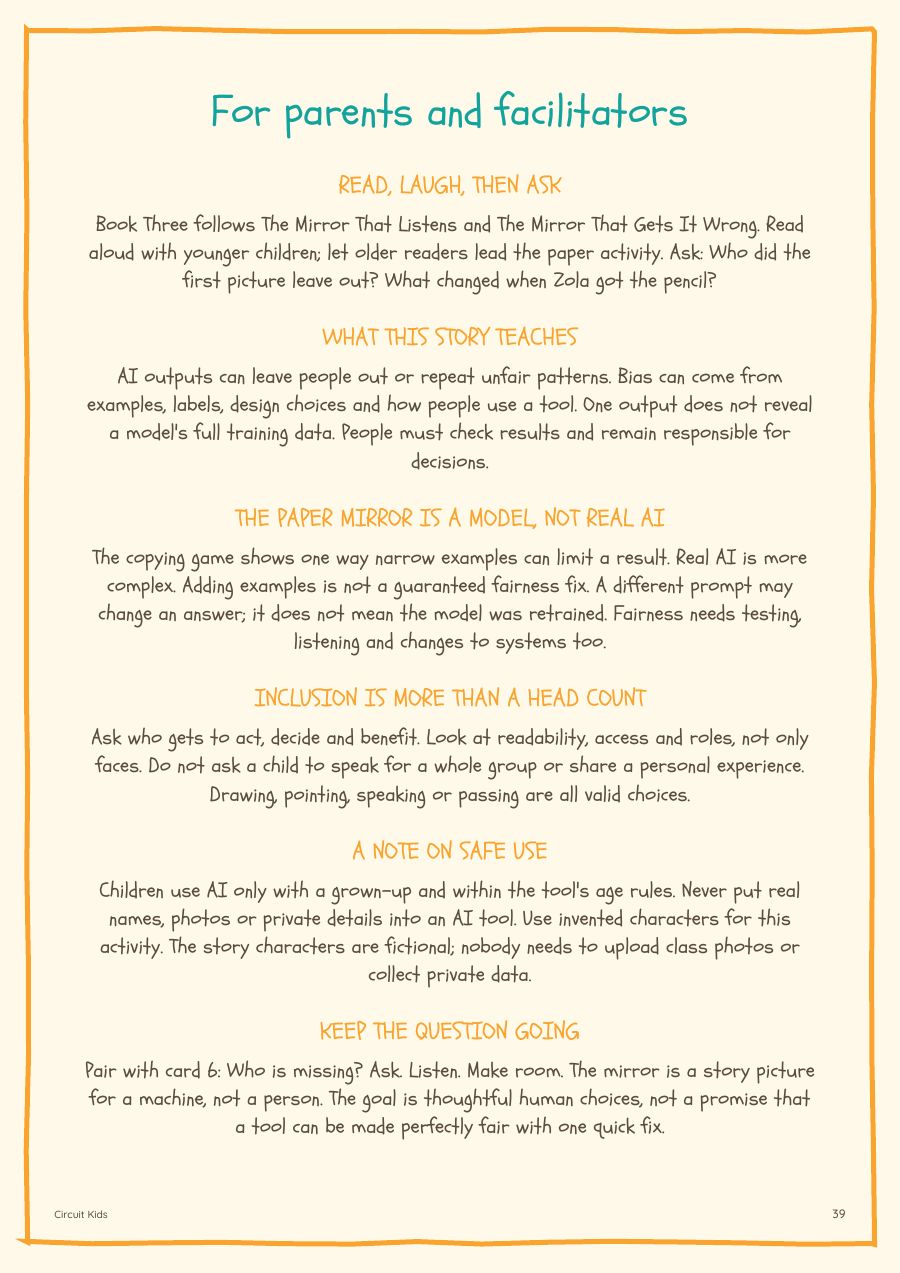 For parents and facilitators
READ, LAUGH, THEN ASK
Book Three follows The Mirror That Listens and The Mirror That Gets It Wrong. Read
aloud with younger children; let older readers lead the paper activity. Ask: Who did the
first picture leave out? What changed when Zola got the pencil?
WHAT THIS STORY TEACHES
AI outputs can leave people out or repeat unfair patterns. Bias can come from
examples, labels, design choices and how people use a tool. One output does not reveal
a model's full training data. People must check results and remain responsible for
decisions.
THE PAPER MIRROR IS A MODEL, NOT REAL AI
The copying game shows one way narrow examples can limit a result. Real AI is more
complex. Adding examples is not a guaranteed fairness fix. A different prompt may
change an answer; it does not mean the model was retrained. Fairness needs testing,
listening and changes to systems too.
INCLUSION IS MORE THAN A HEAD COUNT
Ask who gets to act, decide and benefit. Look at readability, access and roles, not only
faces. Do not ask a child to speak for a whole group or share a personal experience.
Drawing, pointing, speaking or passing are all valid choices.
A NOTE ON SAFE USE
Children use AI only with a grown-up and within the tool's age rules. Never put real
names, photos or private details into an AI tool. Use invented characters for this
activity. The story characters are fictional; nobody needs to upload class photos or
collect private data.
KEEP THE QUESTION GOING
Pair with card 6: Who is missing? Ask. Listen. Make room. The mirror is a story picture
for a machine, not a person. The goal is thoughtful human choices, not a promise that
a tool can be made perfectly fair with one quick fix.
Circuit Kids
39